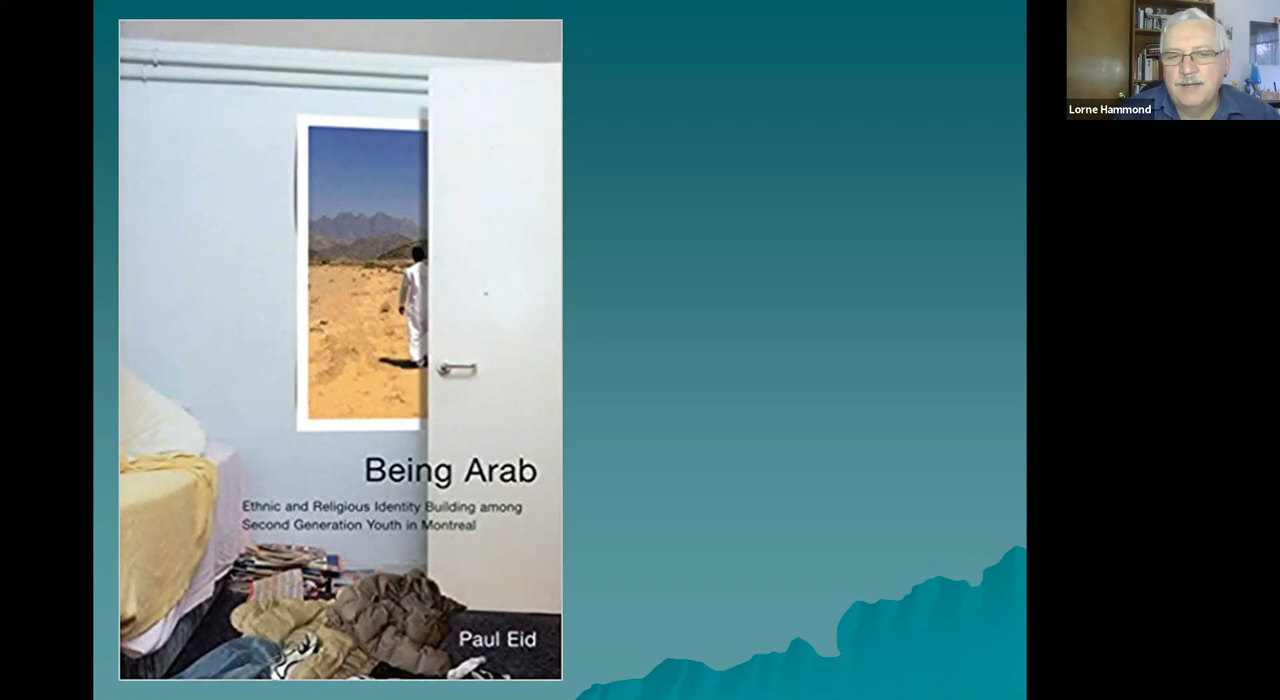 Lorne Hammond
Being Arab
Ethnic and Religious Identity Building among
Second Generation Youth in Montreal
Paul Eid